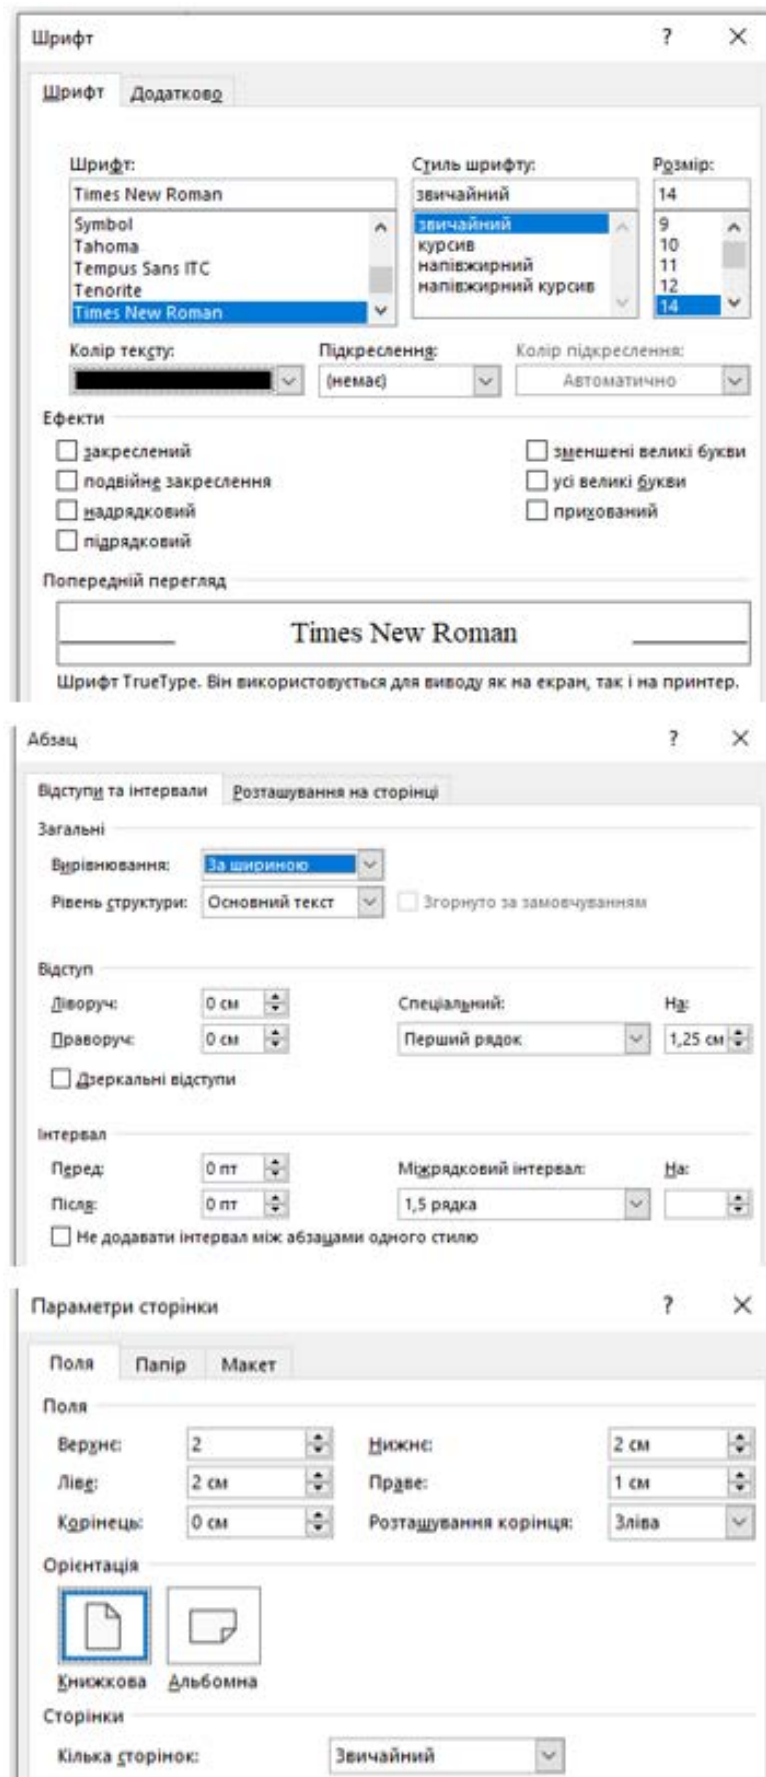 Шрифт ? ×
Шрифт Додатково
Шрифт: Стиль шрифту: Розмір:
Times New Roman звичайний 14
Symbol звичайний 9
Tahoma курсив 10
Tempus Sans ITC напівжирний 11
Tenorite напівжирний курсив 12
Times New Roman 14
Колір тексту: Підкреслення: Колір підкреслення:
(немає) Автоматично
Ефекти
закреслений зменшені великі букви
подвійне закреслення усі великі букви
надрядковий прихований
підрядковий
Попередній перегляд
Times New Roman
Шрифт TrueType. Він використовується для виводу як на екран, так і на принтер.
Абзац ? ×
Відступи та інтервали Розташування на сторінці
Загальні
Вирівнювання: За шириною
Рівень структури: Основний текст Згорнуто за замовчуванням
Відступ
Ліворуч: 0 см Спеціальний: На:
Праворуч: 0 см Перший рядок 1,25 см
Дзеркальні відступи
Інтервал
Перед: 0 пт Міжрядковий інтервал: На:
Після: 0 пт 1,5 рядка
Не додавати інтервал між абзацами одного стилю
Параметри сторінки ? ×
Поля Папір Макет
Поля
Верхнє: 2 Нижнє: 2 см
Ліве: 2 см Праве: 1 см
Корінець: 0 см Розташування корінця: Зліва
Орієнтація
Книжкова Альбомна
Сторінки
Кілька сторінок: Звичайний